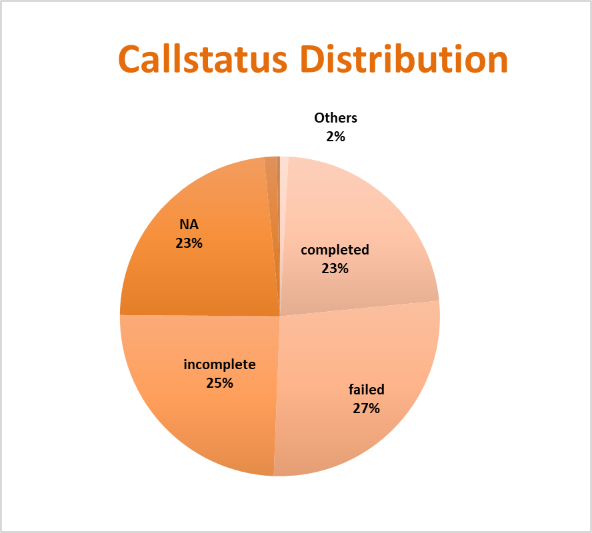 Callstatus Distribution
Others
2%
completed
23%
failed
27%
incomplete
25%
NA
23%